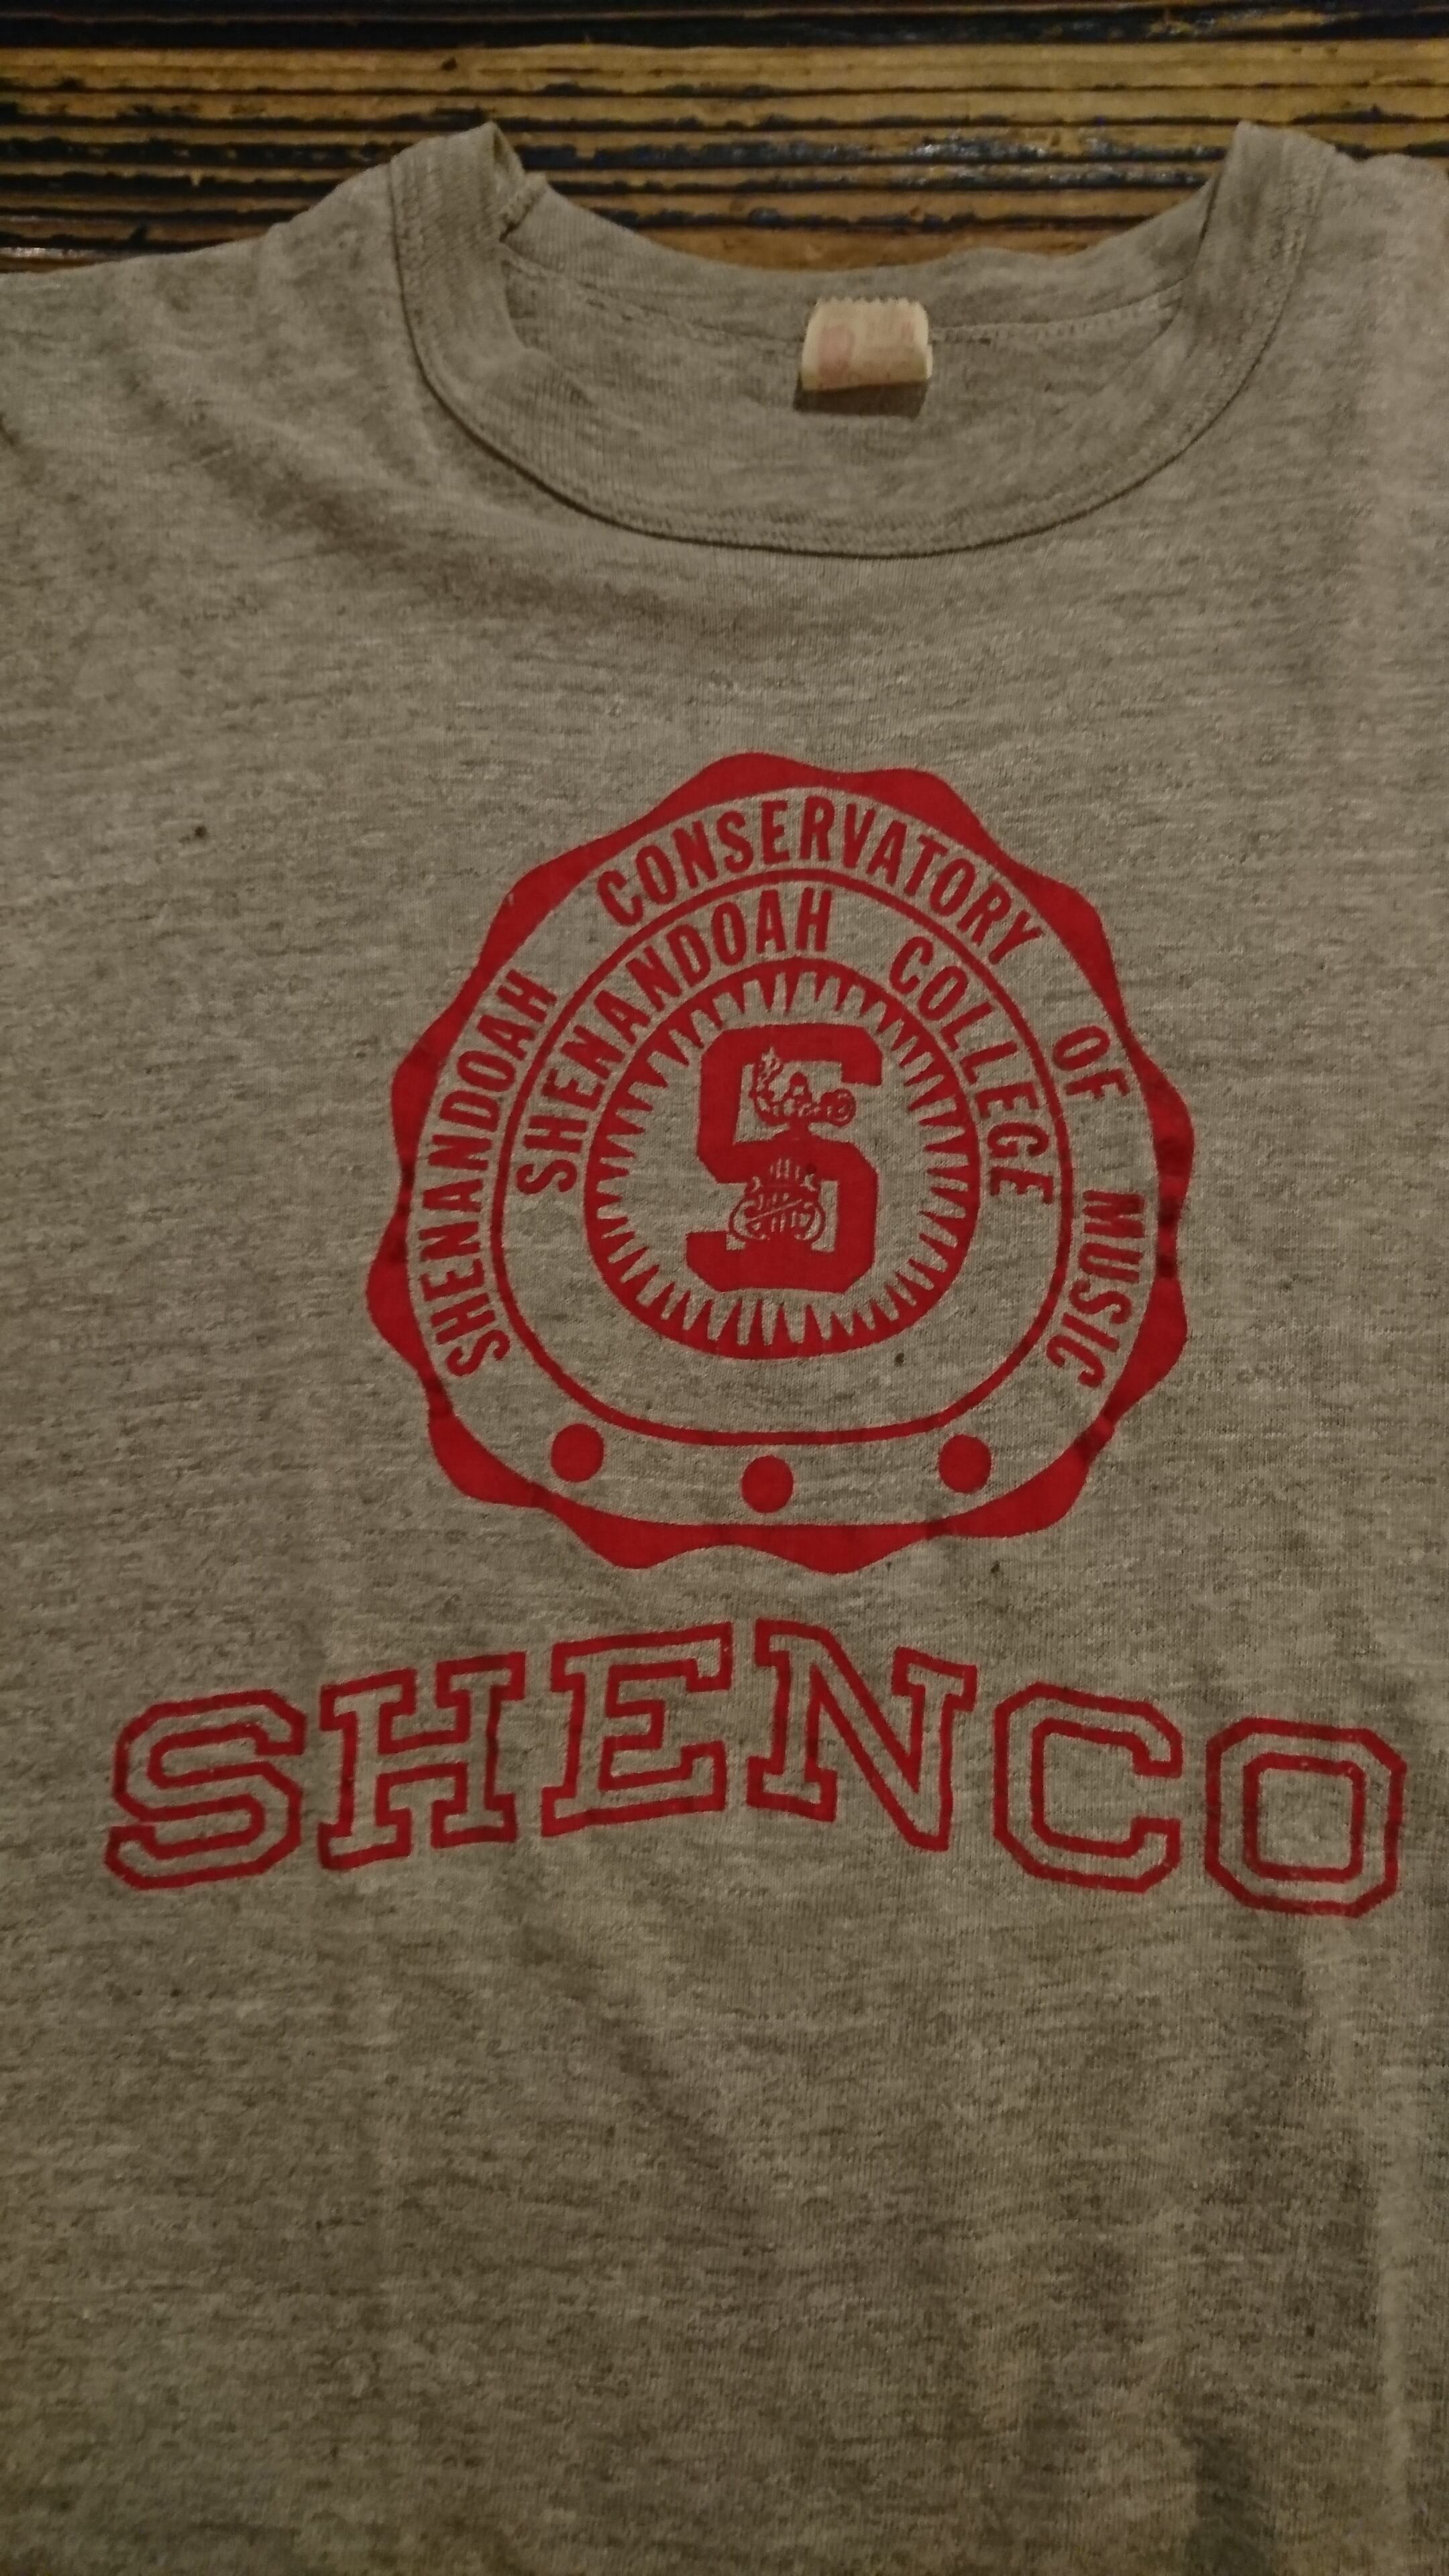 SHENANDOAH CONSERVATORY OF MUSIC
SHENANDOAH COLLEGE
S
SHENCO